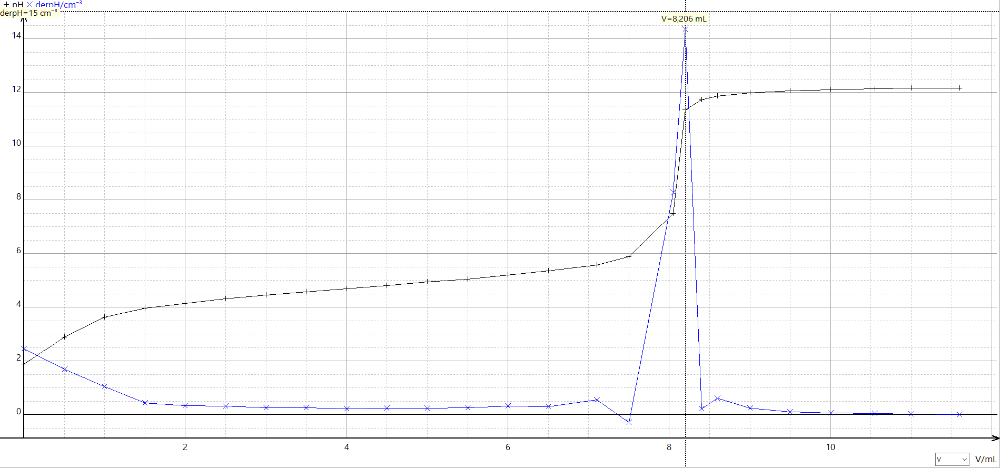 + pH × derpH/cm⁻³
derpH=15 cm⁻³
V=8,206 mL
14
12
10
8
6
4
2
0
2 4 6 8 10
V V/mL